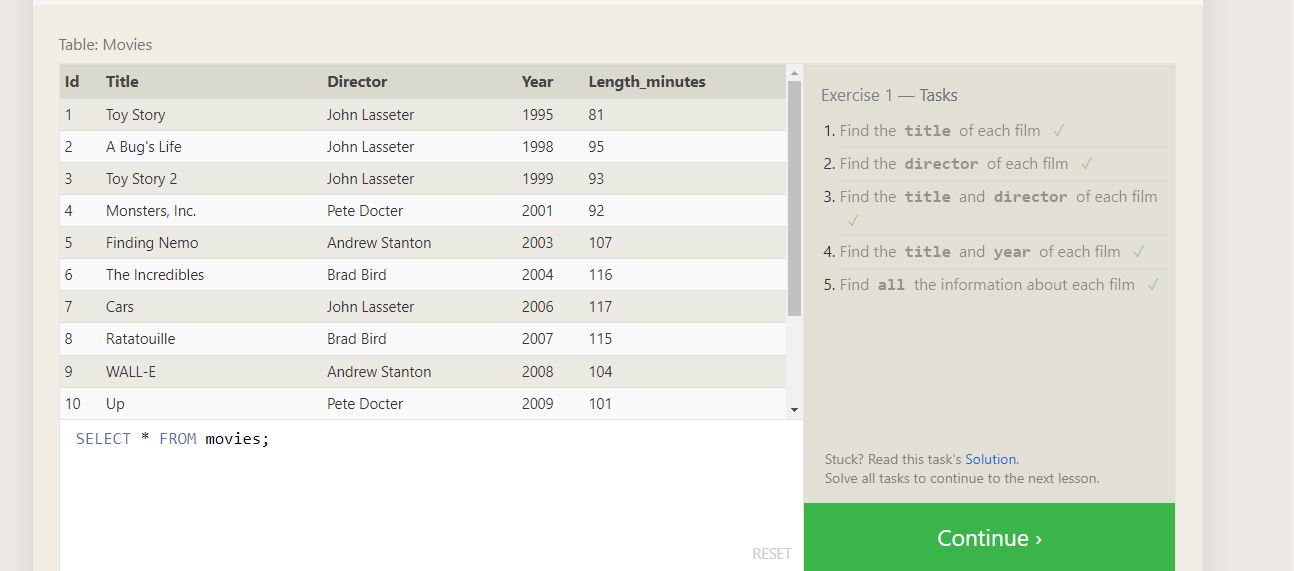 Table: Movies
Id Title Director Year Length_minutes
1 Toy Story John Lasseter 1995 81
2 A Bug's Life John Lasseter 1998 95
3 Toy Story 2 John Lasseter 1999 93
4 Monsters, Inc. Pete Docter 2001 92
5 Finding Nemo Andrew Stanton 2003 107
6 The Incredibles Brad Bird 2004 116
7 Cars John Lasseter 2006 117
8 Ratatouille Brad Bird 2007 115
9 WALL-E Andrew Stanton 2008 104
10 Up Pete Docter 2009 101
SELECT * FROM movies;
RESET
Exercise 1 — Tasks
1. Find the title of each film ✓
2. Find the director of each film ✓
3. Find the title and director of each film
✓
4. Find the title and year of each film ✓
5. Find all the information about each film ✓
Stuck? Read this task's Solution.
Solve all tasks to continue to the next lesson.
Continue ›